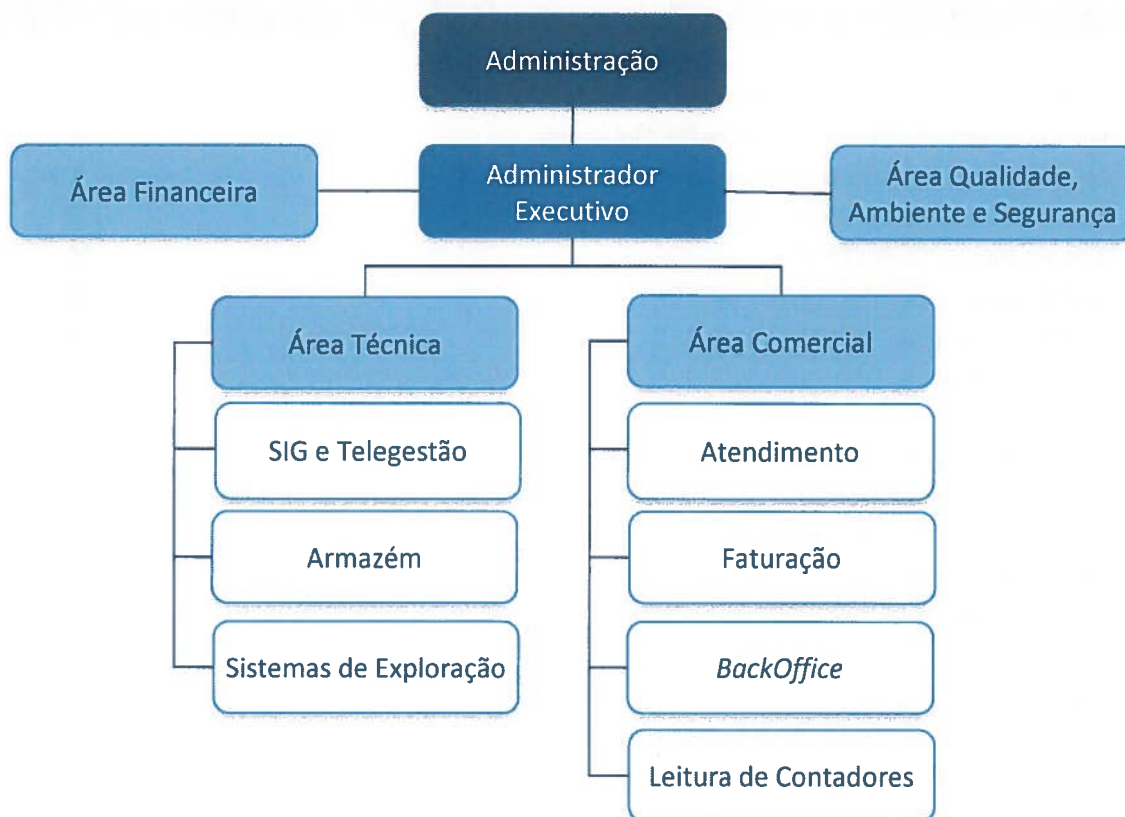 Administração
Área Financeira
Administrador
Executivo
Área Qualidade,
Ambiente e Segurança
Área Técnica
Área Comercial
SIG e Telegestão
Atendimento
Armazém
Faturação
Sistemas de Exploração
BackOffice
Leitura de Contadores